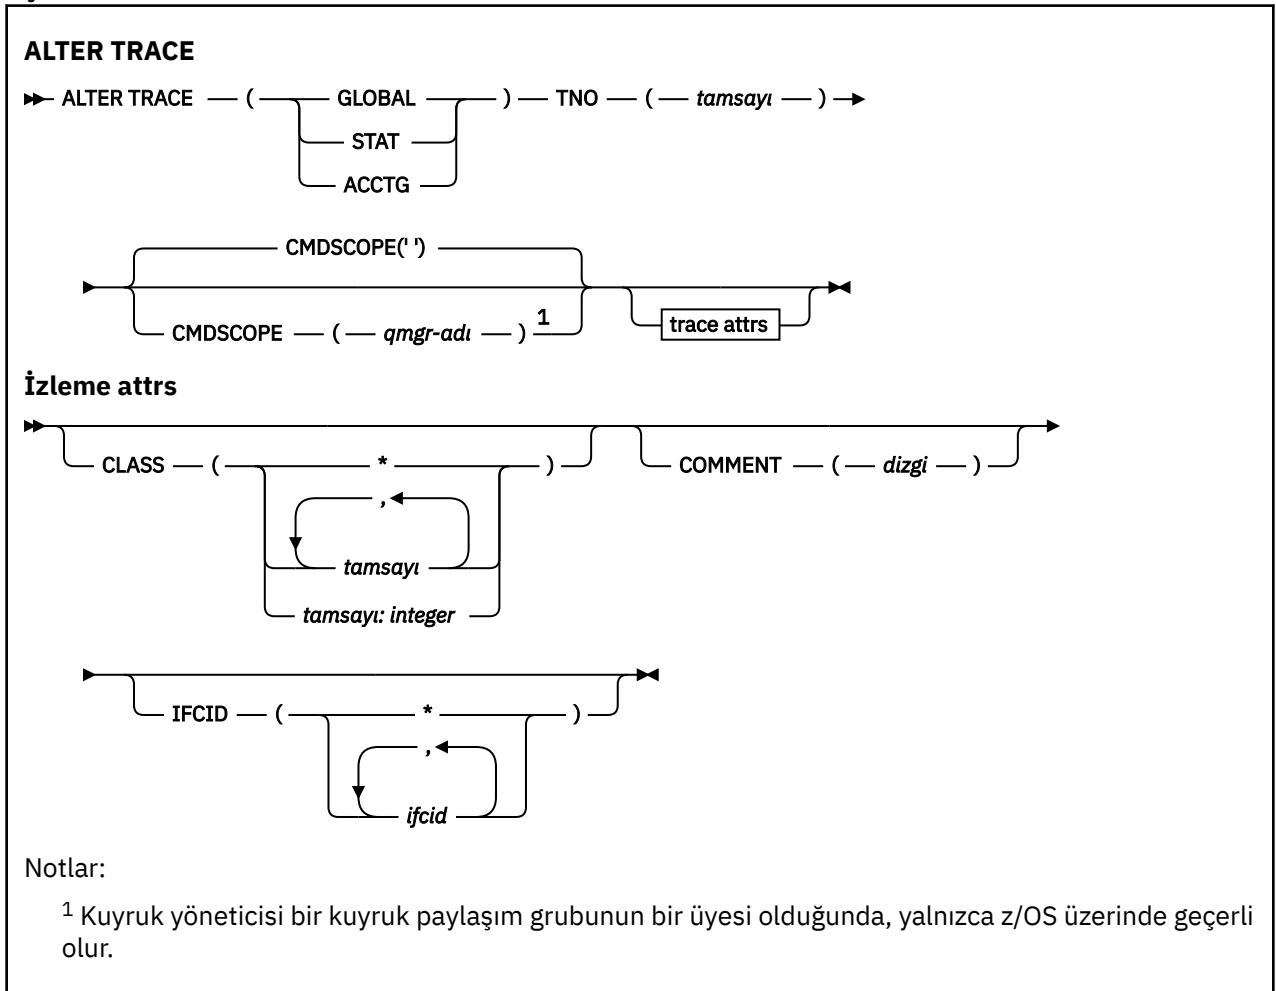 ALTER TRACE
ALTER TRACE ( GLOBAL ) TNO ( tamsayı )
STAT
ACCTG
CMDSCOPE(' ')
CMDSCOPE ( qmgr-adı ) 1
trace attrs
İzleme attrs
CLASS ( * ) COMMENT ( dizgi )
,
tamsayı
tamsayı: integer
IFCID ( * )
,
ifcid
Notlar:
1 Kuyruk yöneticisi bir kuyruk paylaşım grubunun bir üyesi olduğunda, yalnızca z/OS üzerinde geçerli
olur.